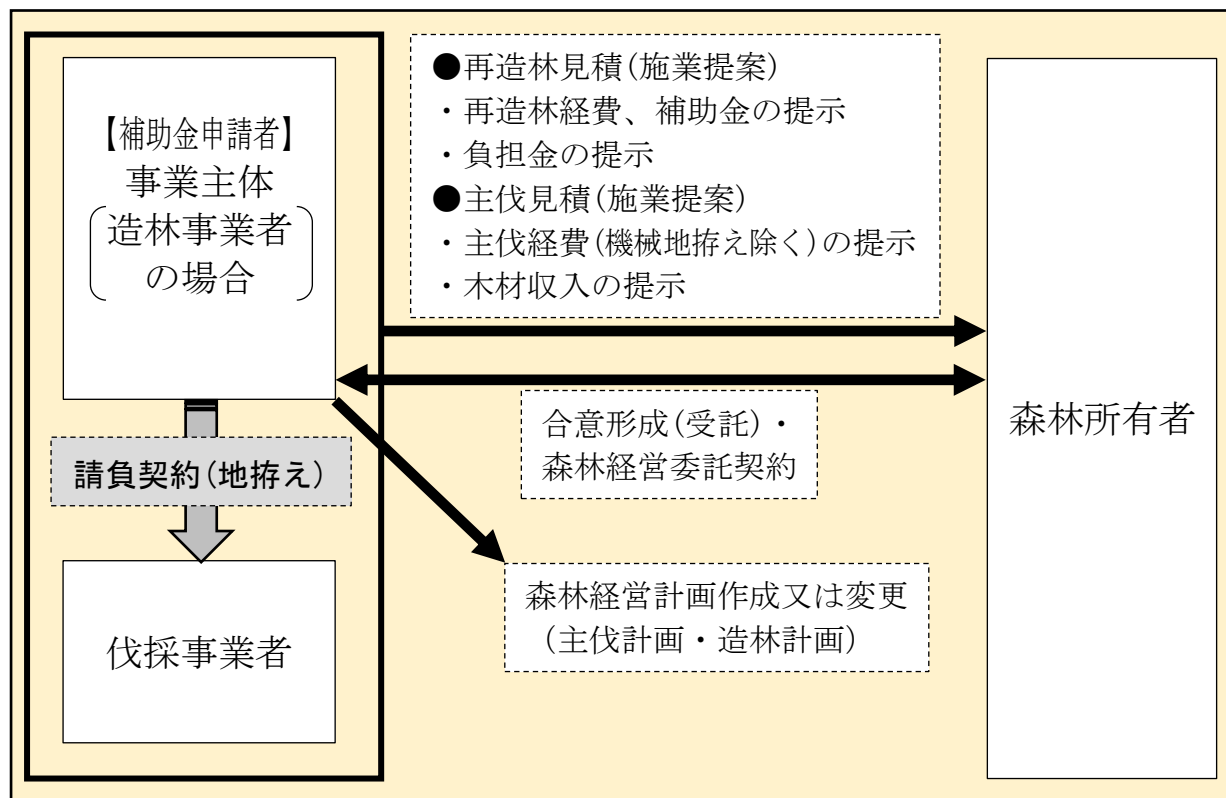 【補助金申請者】
事業主体
造林事業者
の場合
請負契約(地拵え)
伐採事業者
●再造林見積(施業提案)
・再造林経費、補助金の提示
・負担金の提示
●主伐見積(施業提案)
・主伐経費(機械地拵え除く)の提示
・木材収入の提示
合意形成(受託)・
森林経営委託契約
森林経営計画作成又は変更
(主伐計画・造林計画)
森林所有者